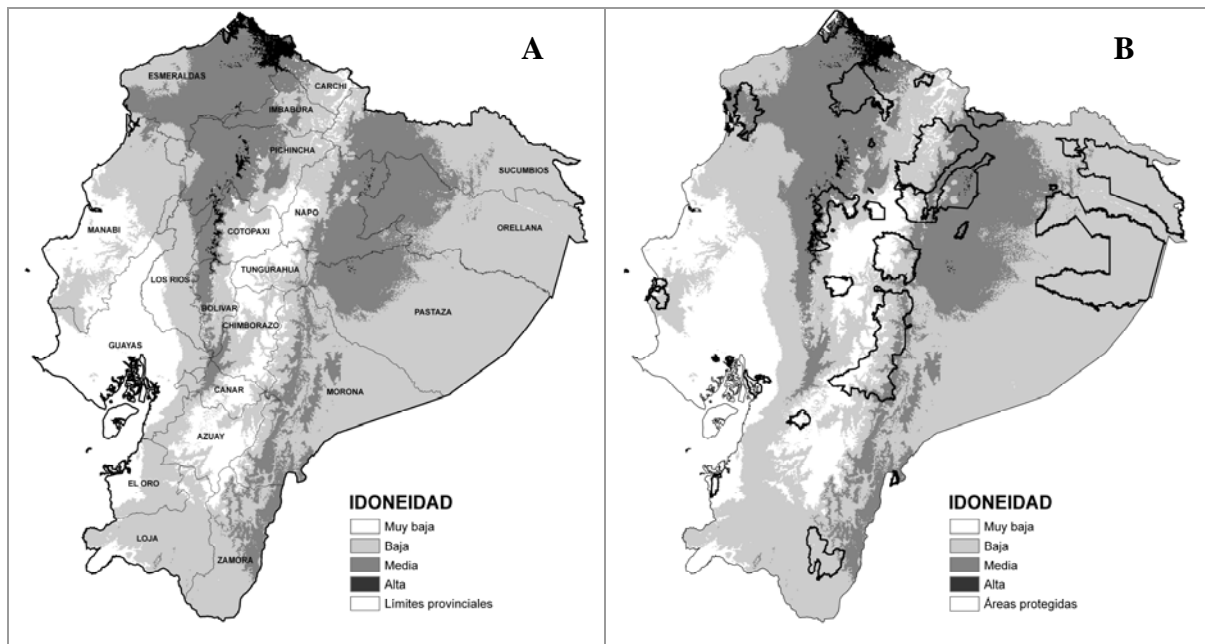 A
ESMERALDAS
CARCHI
IMBABURA
PICHINCHA
SUCUMBIOS
NAPO
ORELLANA
MANABI
COTOPAXI
TUNGURAHUA
LOS RIOS
BOLIVAR
PASTAZA
CHIMBORAZO
GUAYAS
CAÑAR
MORONA
AZUAY
EL ORO
LOJA
ZAMORA
IDONEIDAD
Muy baja
Baja
Media
Alta
Límites provinciales
B
IDONEIDAD
Muy baja
Baja
Media
Alta
Áreas protegidas